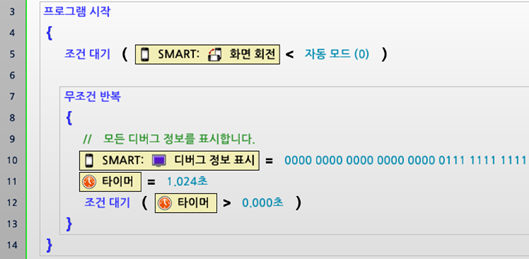 3 프로그램 시작
4 {
5 조건 대기 ( SMART: 화면 회전 < 자동 모드 (0) )
6
7 무조건 반복
8 {
9 // 모든 디버그 정보를 표시합니다.
10 SMART: 디버그 정보 표시 = 0000 0000 0000 0000 0000 0111 1111 1111
11 타이머 = 1.024초
12 조건 대기 ( 타이머 > 0.000초 )
13 }
14 }